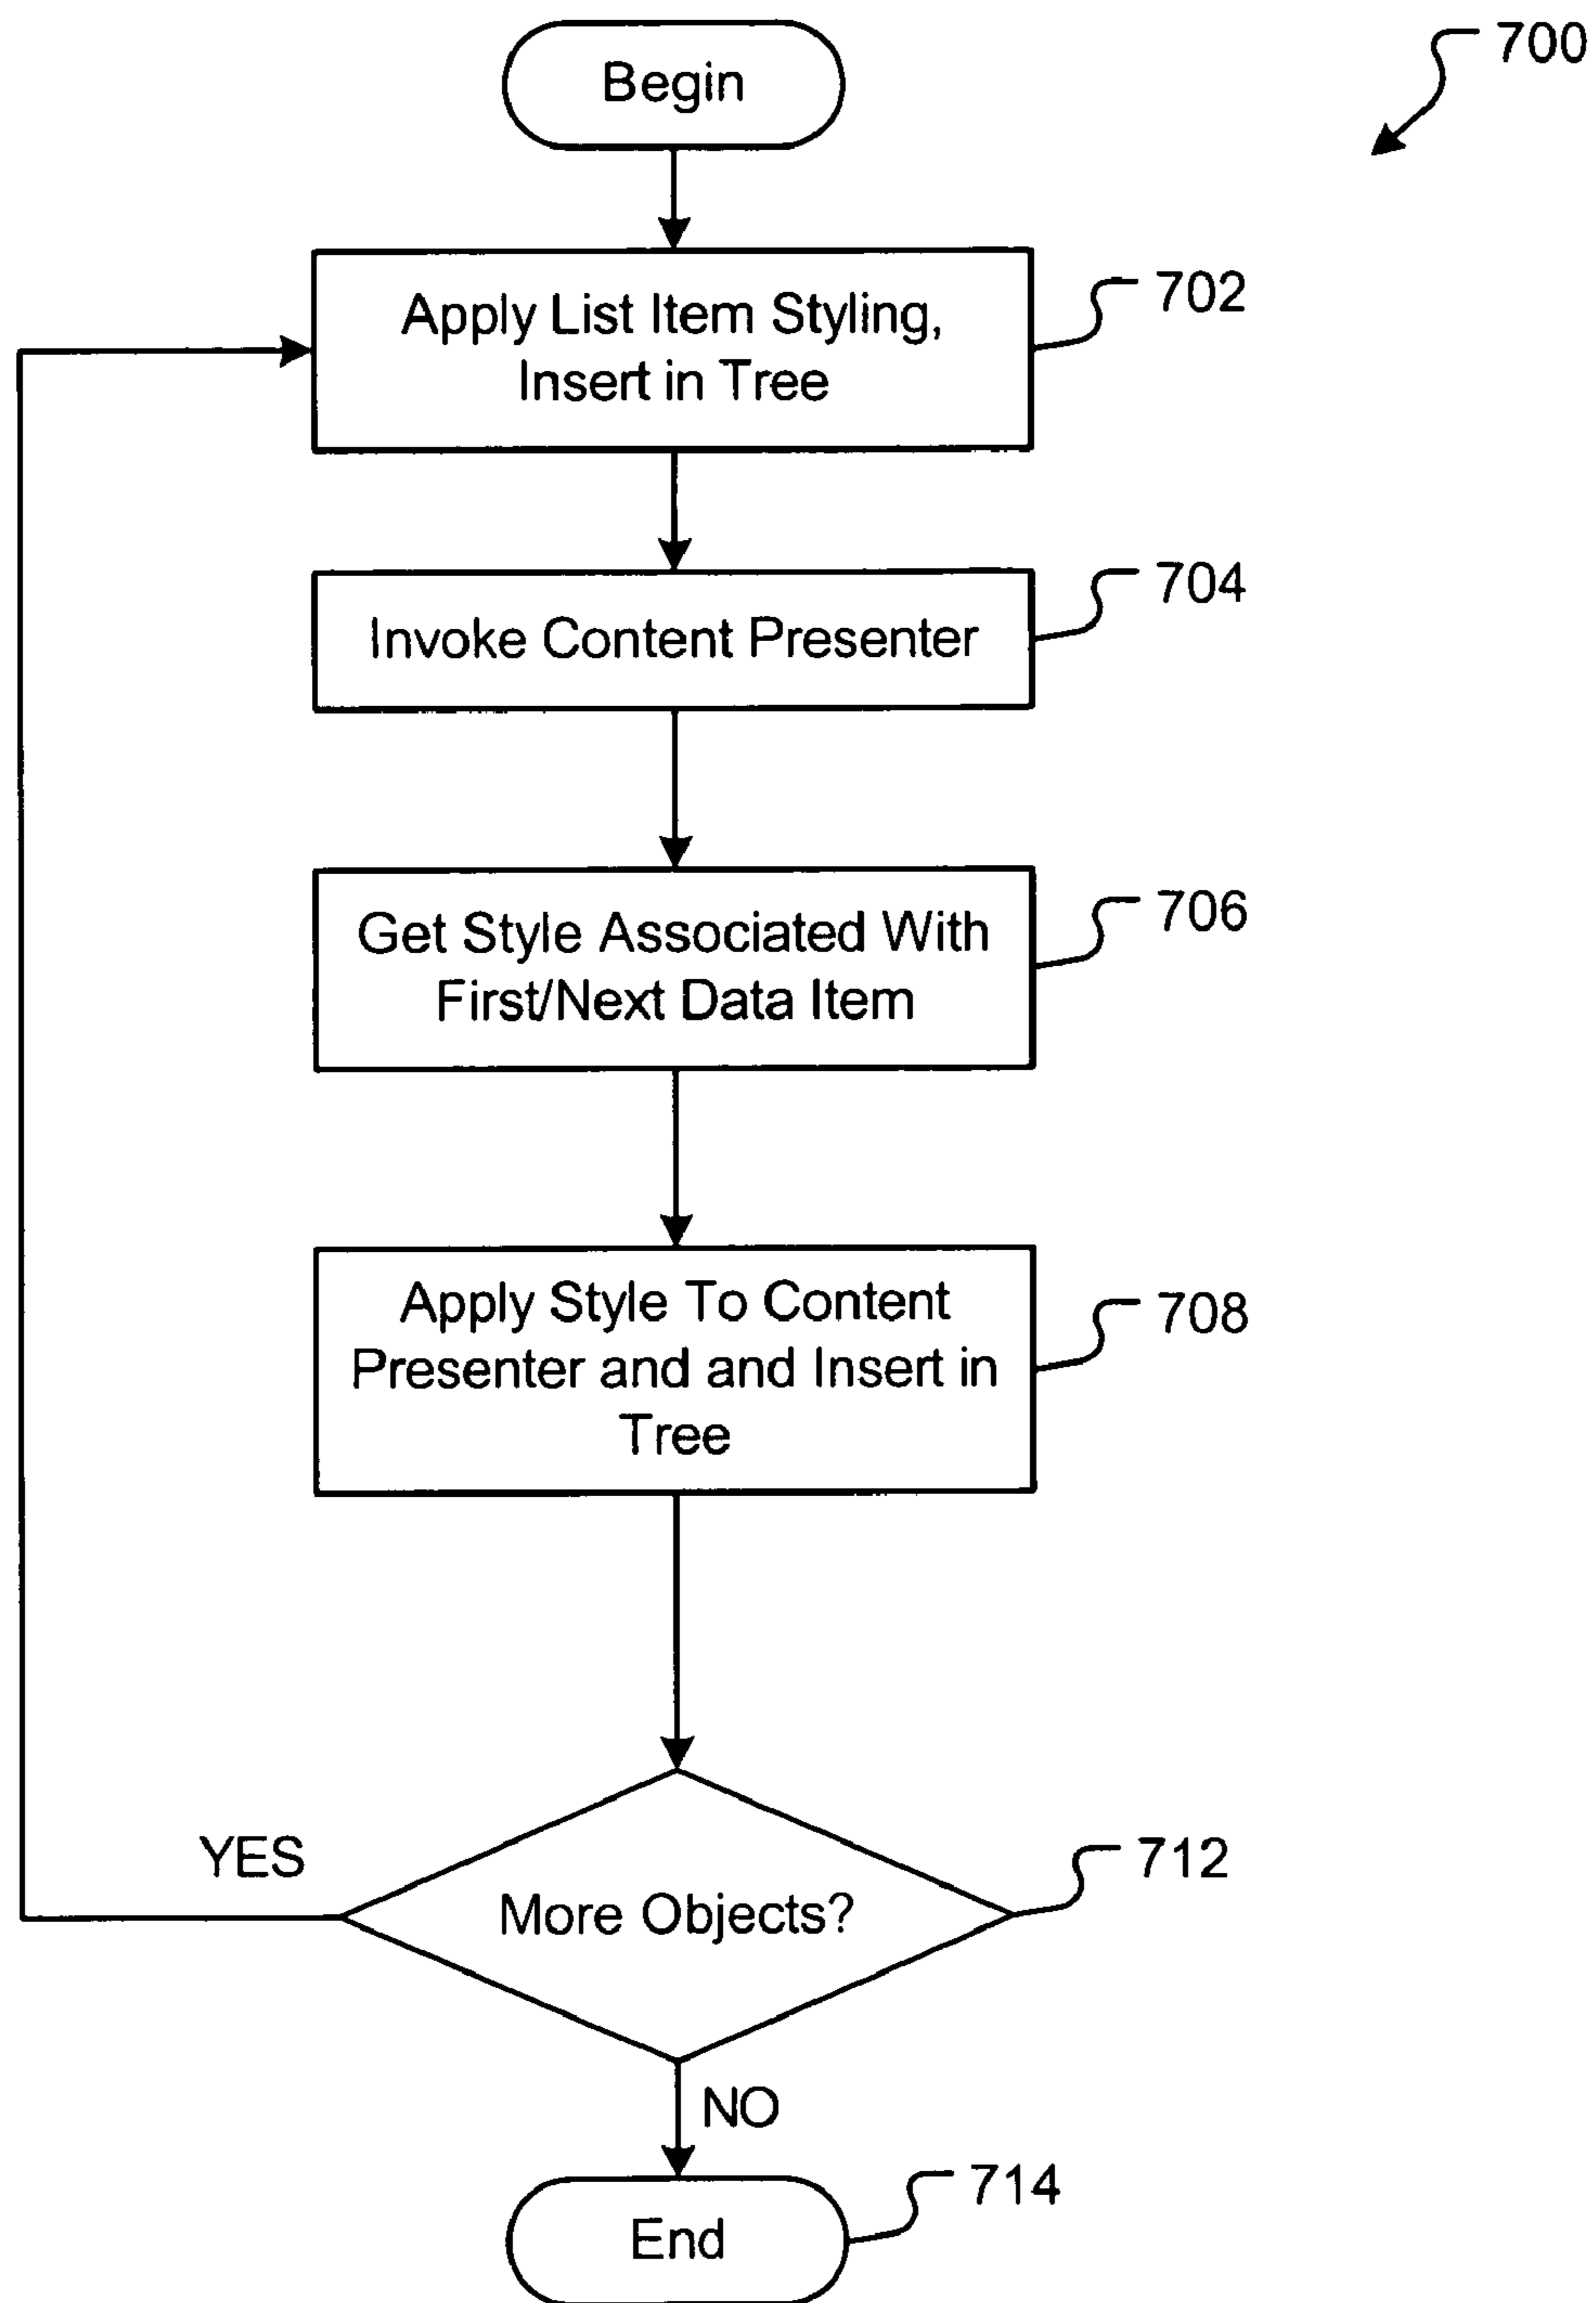 Begin
700
Apply List Item Styling,
Insert in Tree
702
Invoke Content Presenter
704
Get Style Associated With
First/Next Data Item
706
Apply Style To Content
Presenter and and Insert in
Tree
708
YES
More Objects?
712
NO
End
714